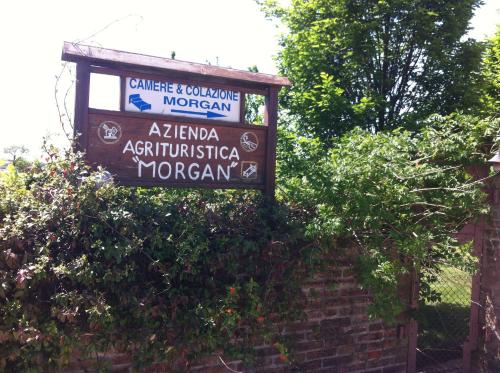 CAMERE & COLAZIONE
MORGAN
AZIENDA
AGRITURISTICA
"MORGAN"